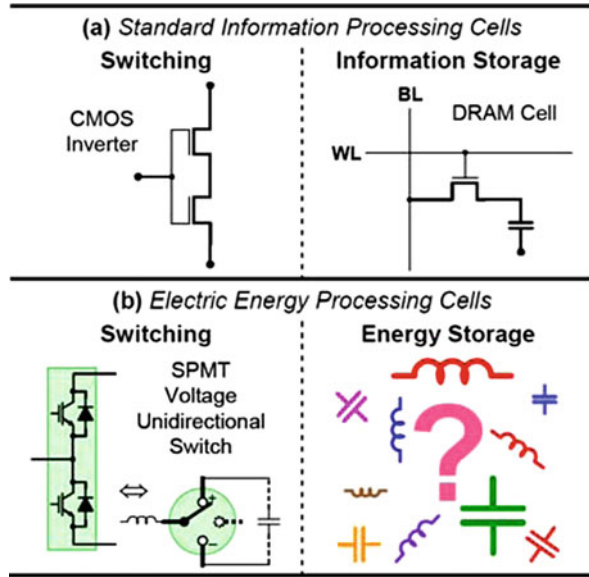 (a) Standard Information Processing Cells
Switching
CMOS
Inverter
Information Storage
BL
DRAM Cell
WL
(b) Electric Energy Processing Cells
Switching
SPMT
Voltage
Unidirectional
Switch
⇔
+
−
Energy Storage
?